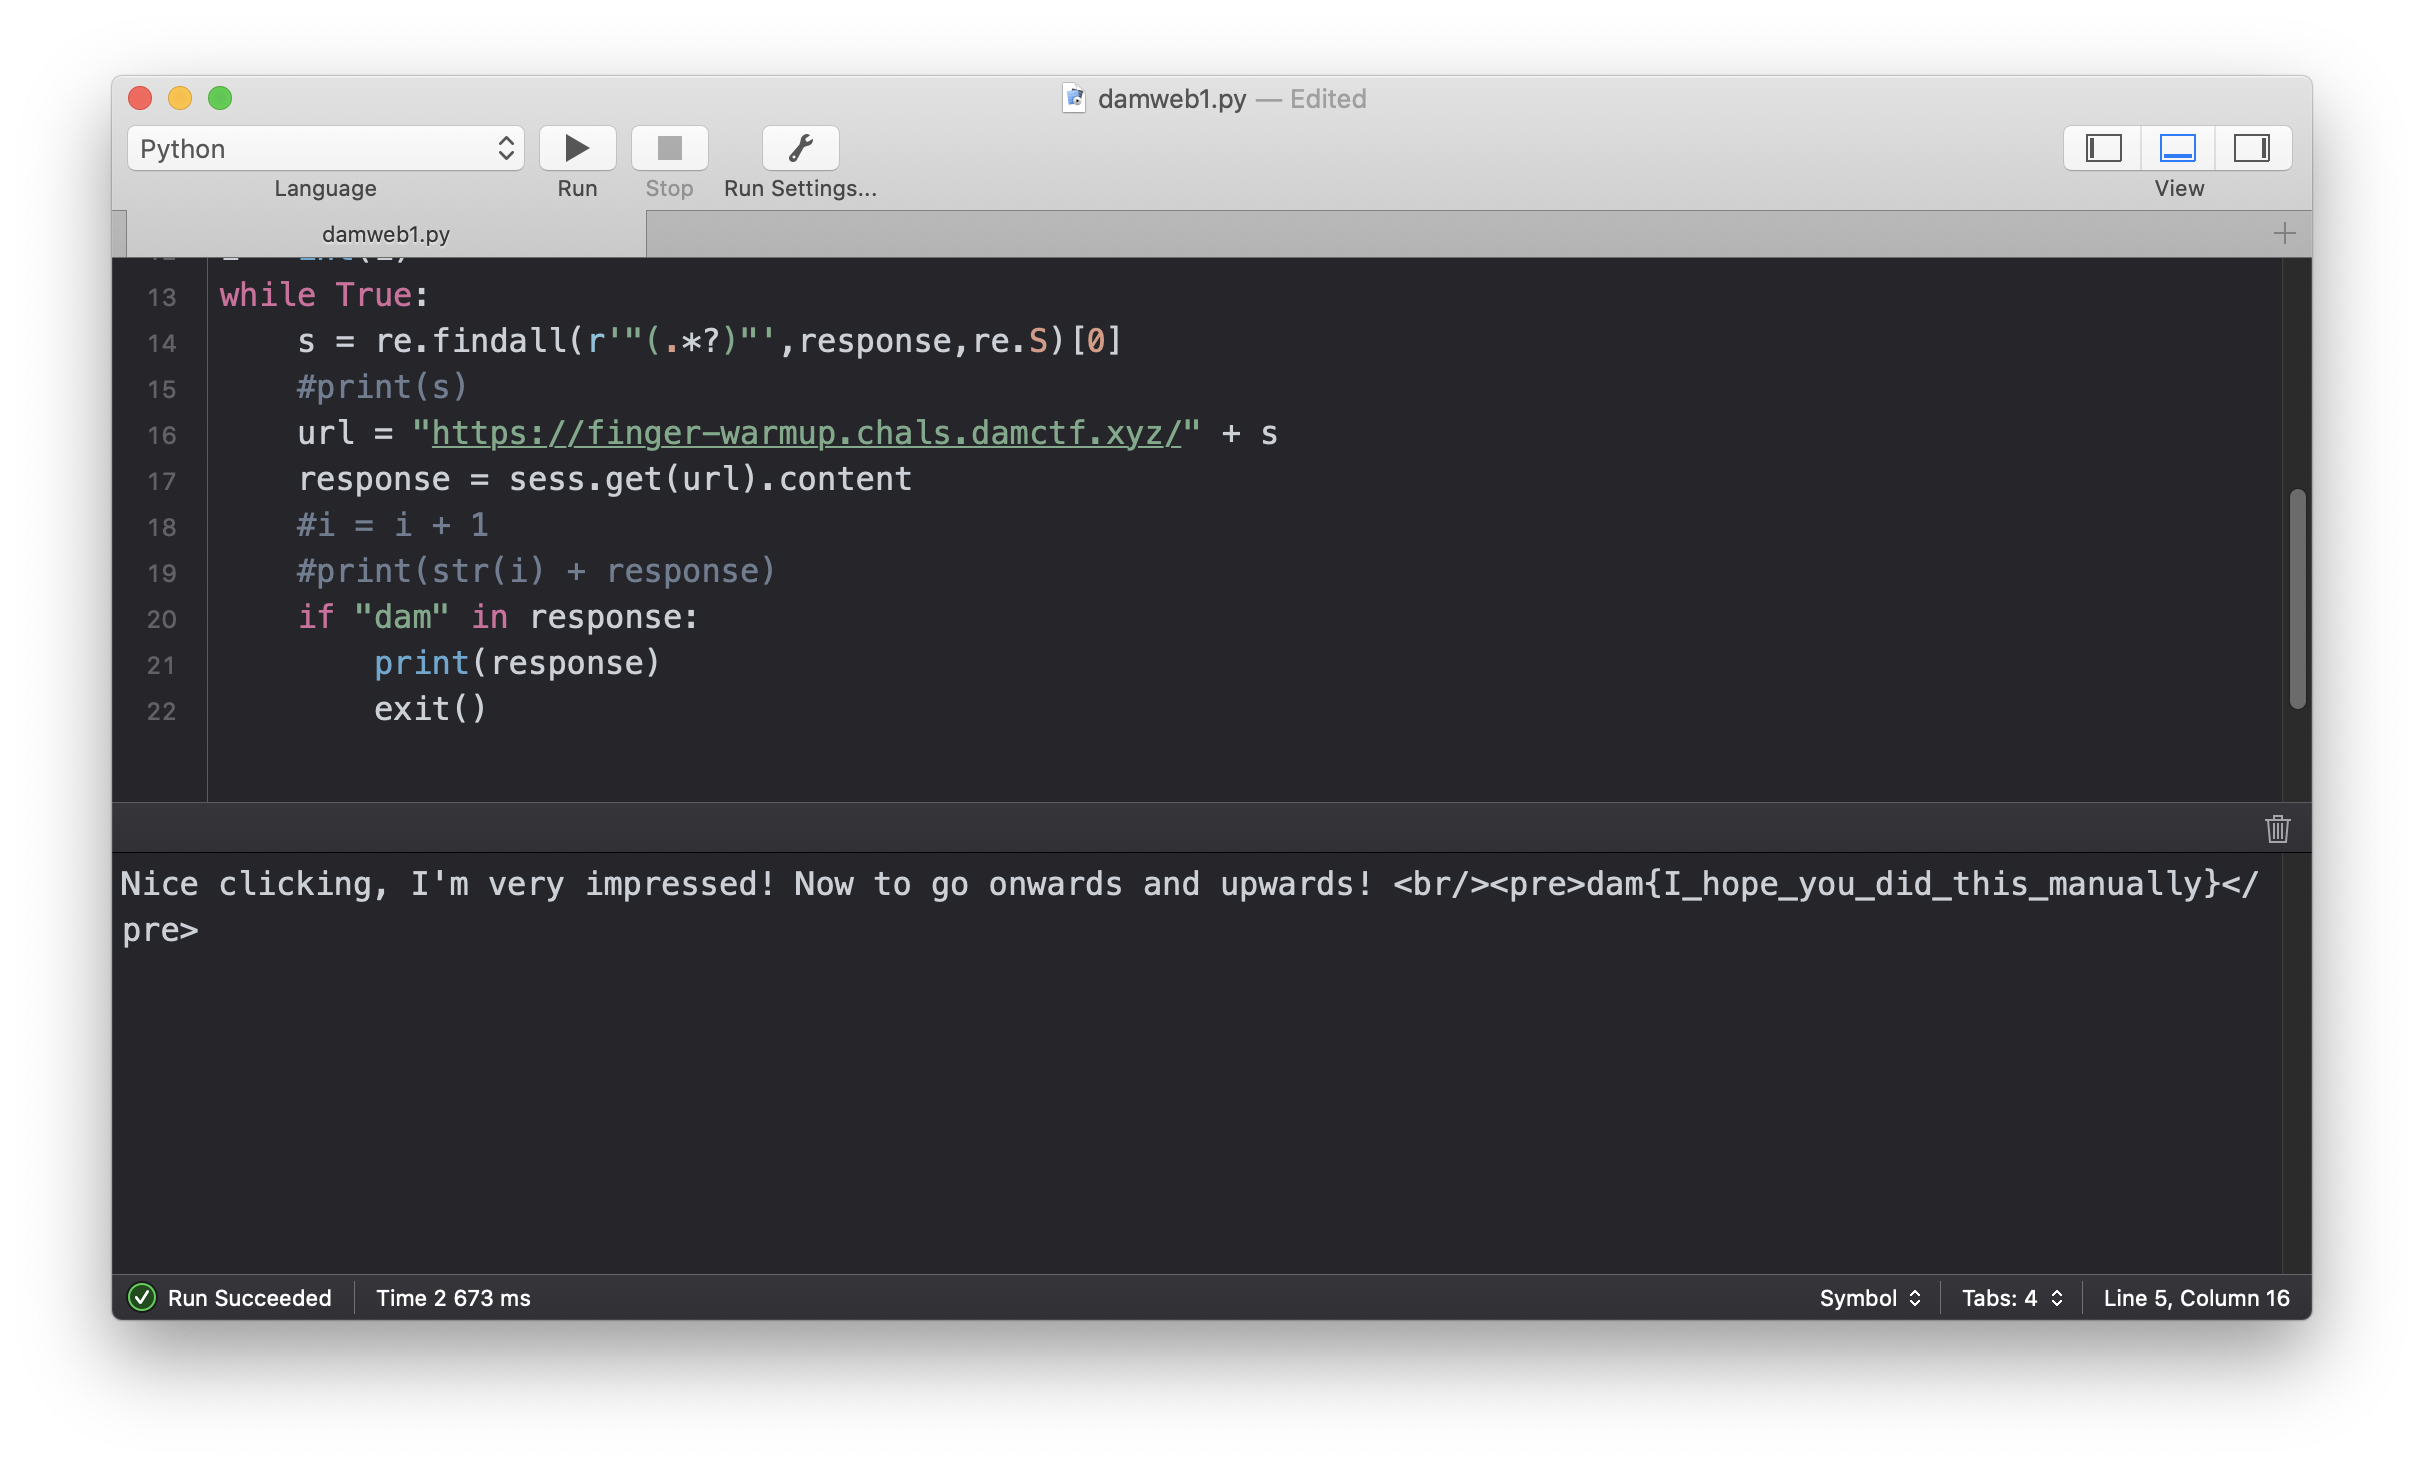 damweb1.py — Edited
Python
Language
Run
Stop
Run Settings...
View
damweb1.py
13 while True:
14 s = re.findall(r'"(.*?)"',response,re.S)[0]
15 #print(s)
16 url = "https://finger-warmup.chals.damctf.xyz/" + s
17 response = sess.get(url).content
18 #i = i + 1
19 #print(str(i) + response)
20 if "dam" in response:
21 print(response)
22 exit()
Nice clicking, I'm very impressed! Now to go onwards and upwards! <br/><pre>dam{I_hope_you_did_this_manually}</
pre>
Run Succeeded
Time 2 673 ms
Symbol
Tabs: 4
Line 5, Column 16